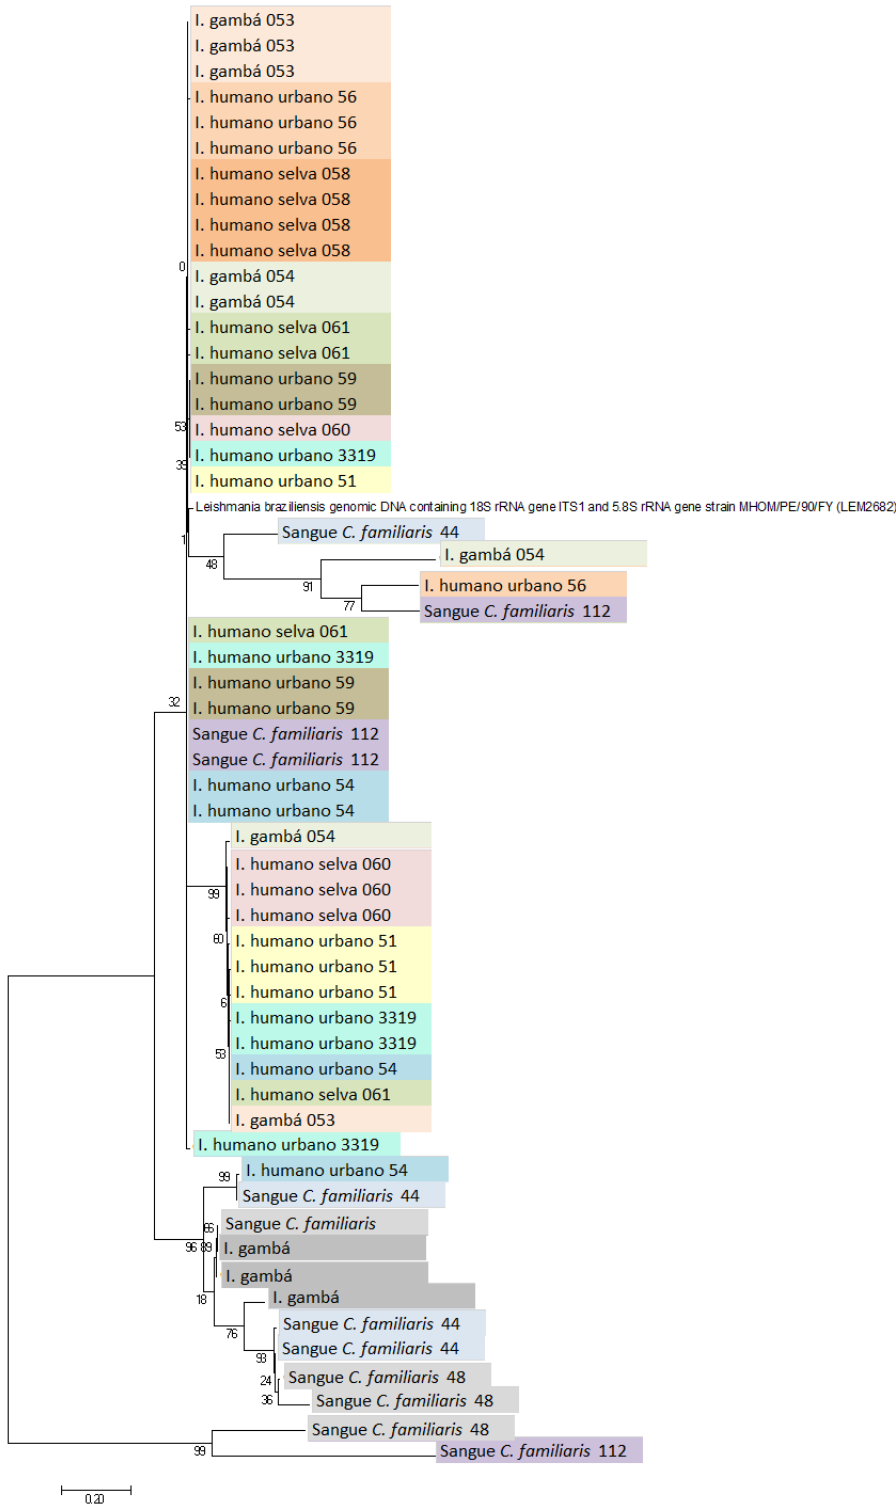 I. gambá 053
I. gambá 053
I. gambá 053
I. humano urbano 56
I. humano urbano 56
I. humano urbano 56
I. humano selva 058
I. humano selva 058
I. humano selva 058
I. humano selva 058
0
I. gambá 054
I. gambá 054
I. humano selva 061
I. humano selva 061
I. humano urbano 59
I. humano urbano 59
53
I. humano selva 060
39
I. humano urbano 3319
I. humano urbano 51
Leishmania braziliensis genomic DNA containing 18S rRNA gene ITS1 and 5.8S rRNA gene strain MHOM/PE/90/FY (LEM2682)
1
Sangue C. familiaris 44
I. gambá 054
48
91
I. humano urbano 56
77
Sangue C. familiaris 112
I. humano selva 061
I. humano urbano 3319
I. humano urbano 59
32
I. humano urbano 59
Sangue C. familiaris 112
Sangue C. familiaris 112
I. humano urbano 54
I. humano urbano 54
I. gambá 054
I. humano selva 060
99
I. humano selva 060
I. humano selva 060
60
I. humano urbano 51
I. humano urbano 51
I. humano urbano 51
6
I. humano urbano 3319
I. humano urbano 3319
53
I. humano urbano 54
I. humano selva 061
I. gambá 053
I. humano urbano 3319
99
I. humano urbano 54
Sangue C. familiaris 44
Sangue C. familiaris
86
I. gambá
96 89
I. gambá
18
I. gambá
Sangue C. familiaris 44
76
Sangue C. familiaris 44
93
Sangue C. familiaris 48
24
36
Sangue C. familiaris 48
Sangue C. familiaris 48
99
Sangue C. familiaris 112
0.20